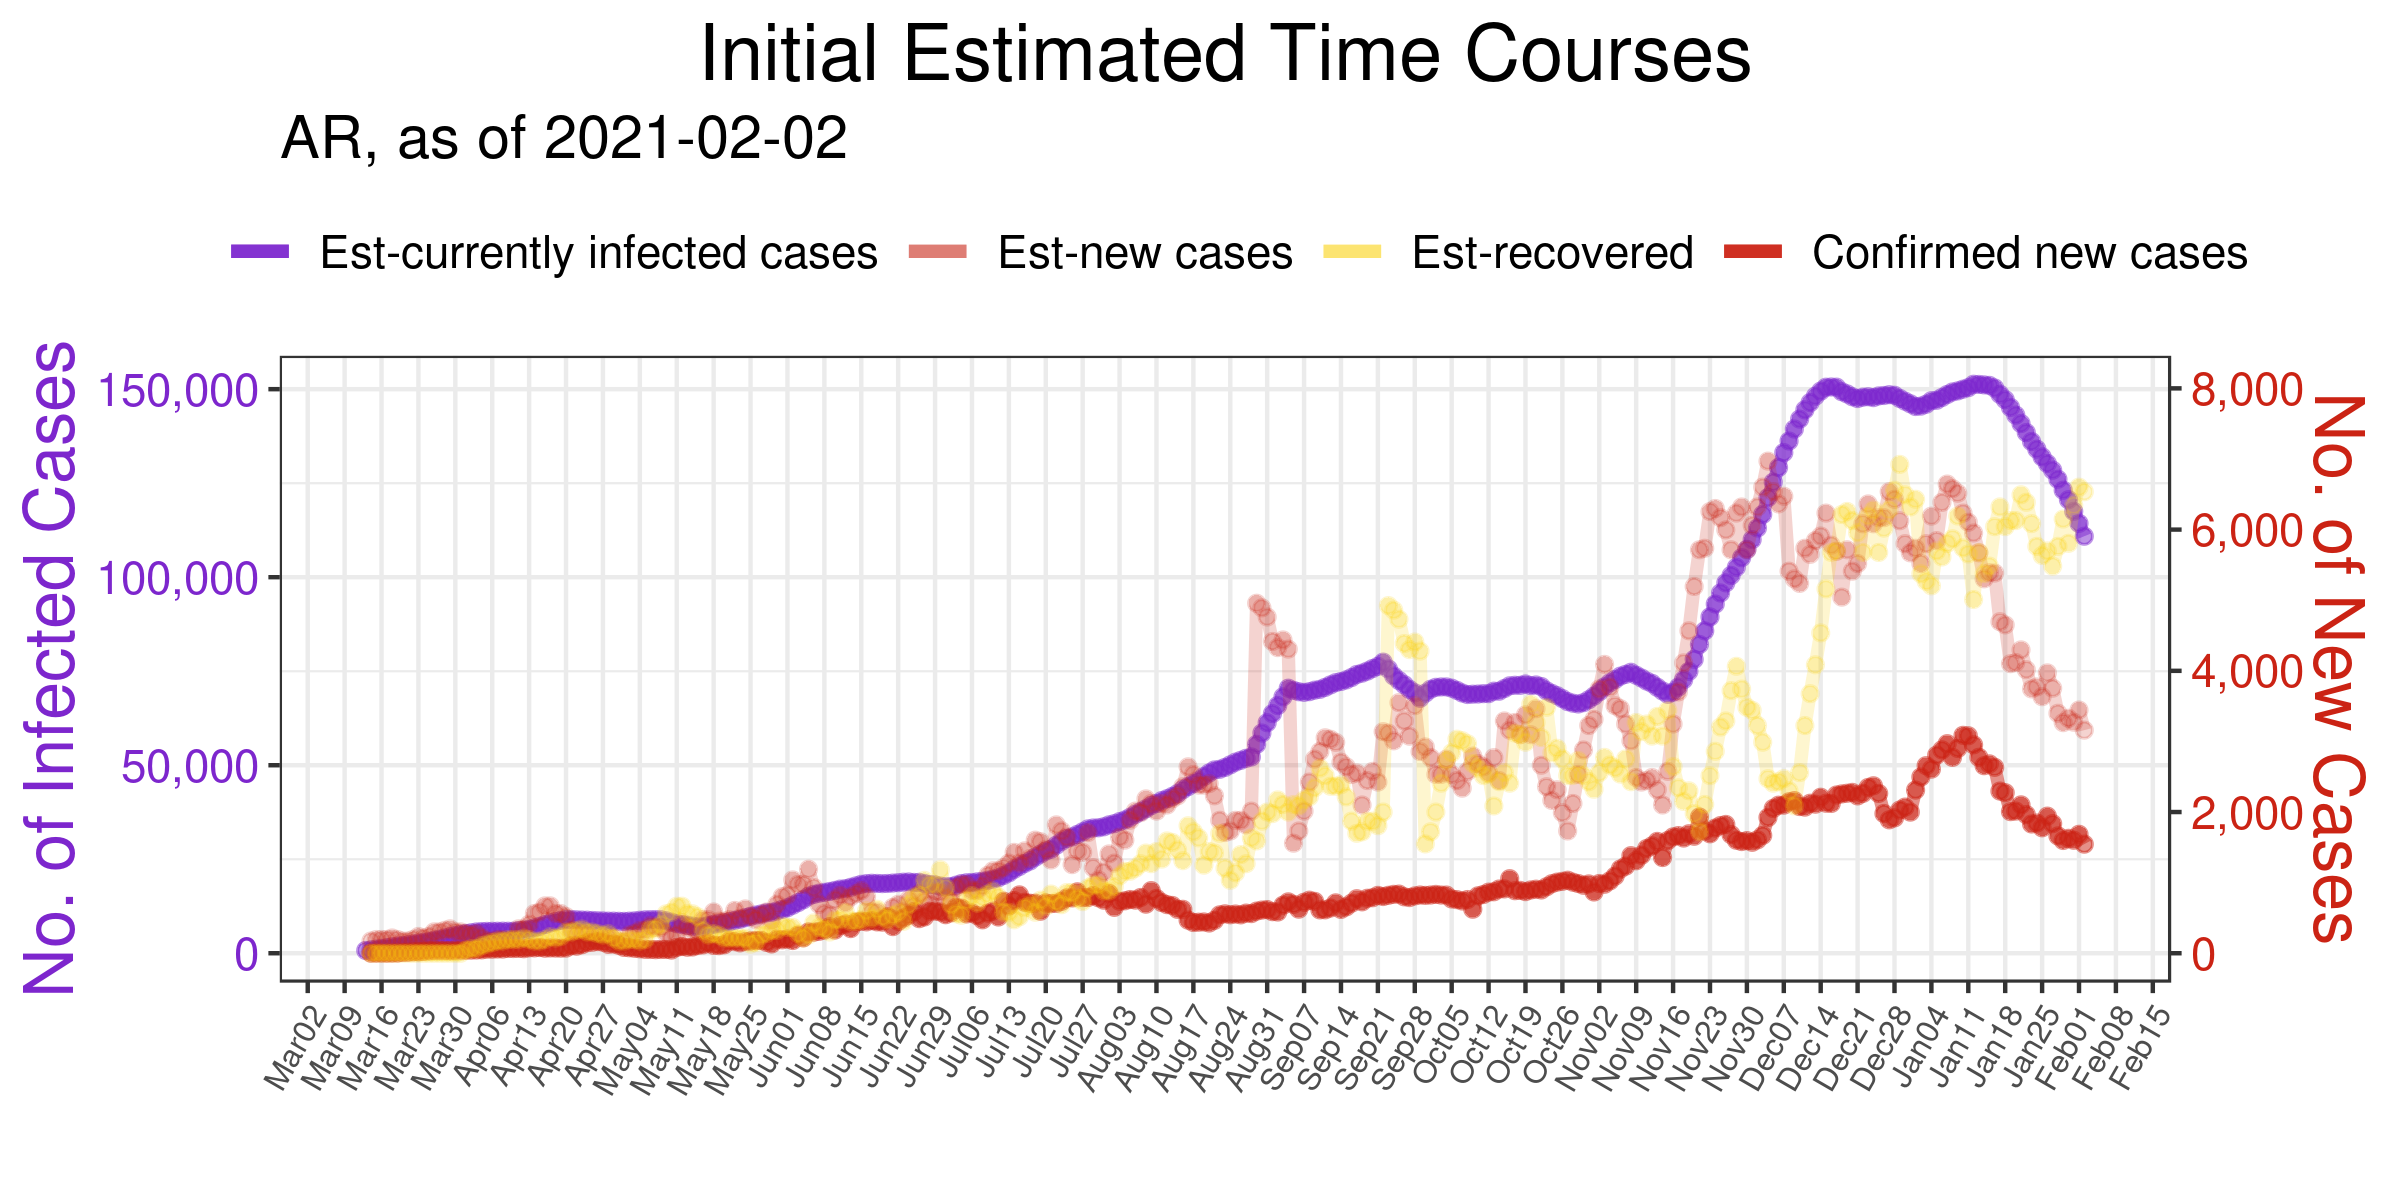 Initial Estimated Time Courses
AR, as of 2021-02-02
Est-currently infected cases
Est-new cases
Est-recovered
Confirmed new cases
No. of Infected Cases
150,000
100,000
50,000
0
8,000
6,000
4,000
2,000
0
No. of New Cases
Mar02
Mar09
Mar16
Mar23
Mar30
Apr06
Apr13
Apr20
Apr27
May04
May11
May18
May25
Jun01
Jun08
Jun15
Jun22
Jun29
Jul06
Jul13
Jul20
Jul27
Aug03
Aug10
Aug17
Aug24
Aug31
Sep07
Sep14
Sep21
Sep28
Oct05
Oct12
Oct19
Oct26
Nov02
Nov09
Nov16
Nov23
Nov30
Dec07
Dec14
Dec21
Dec28
Jan04
Jan11
Jan18
Jan25
Feb01
Feb08
Feb15